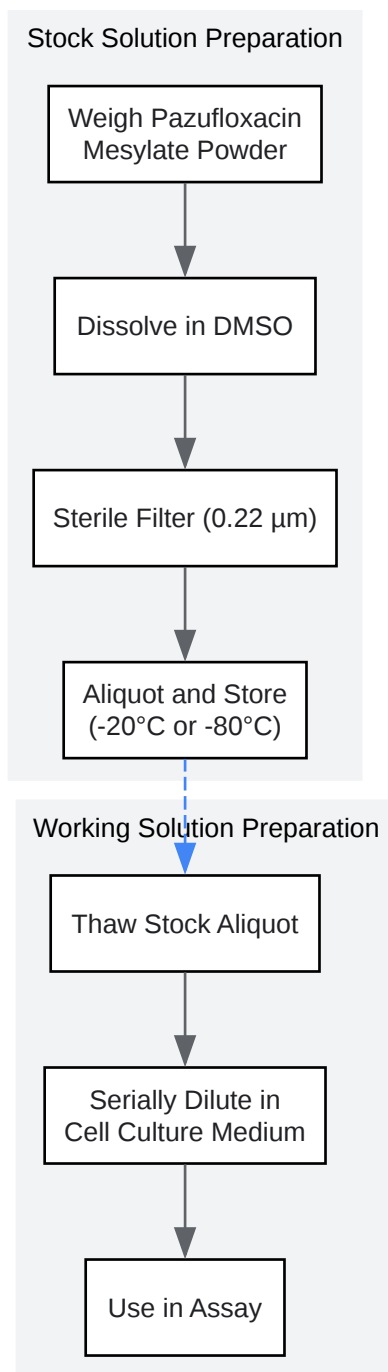 Stock Solution Preparation
Weigh Pazufloxacin
Mesylate Powder
Dissolve in DMSO
Sterile Filter (0.22 µm)
Aliquot and Store
(-20°C or -80°C)
Working Solution Preparation
Thaw Stock Aliquot
Serially Dilute in
Cell Culture Medium
Use in Assay